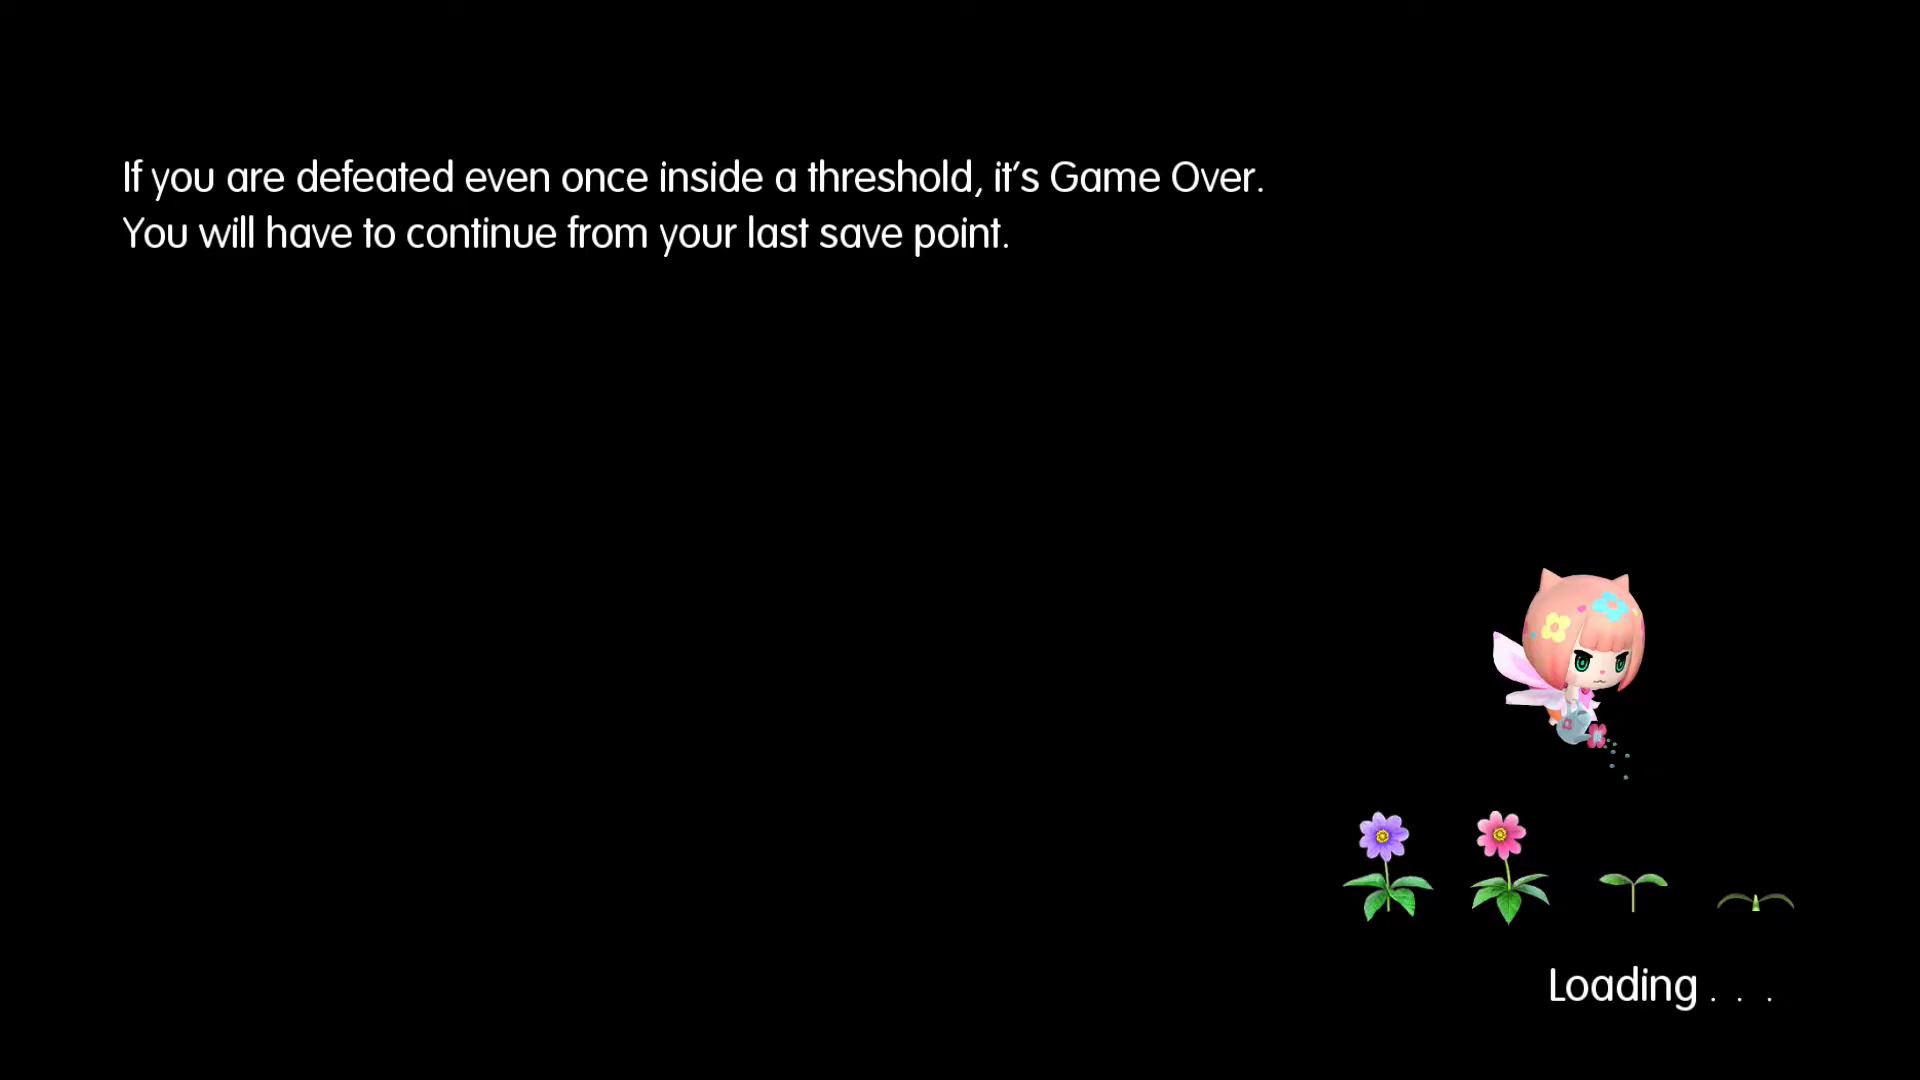 If you are defeated even once inside a threshold, it's Game Over.
You will have to continue from your last save point.
Loading . . .